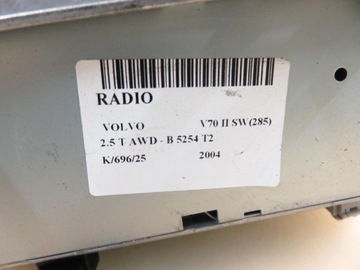 RADIO
VOLVO V70 II SW(285)
2.5 T AWD - B 5254 T2
K/696/25 2004